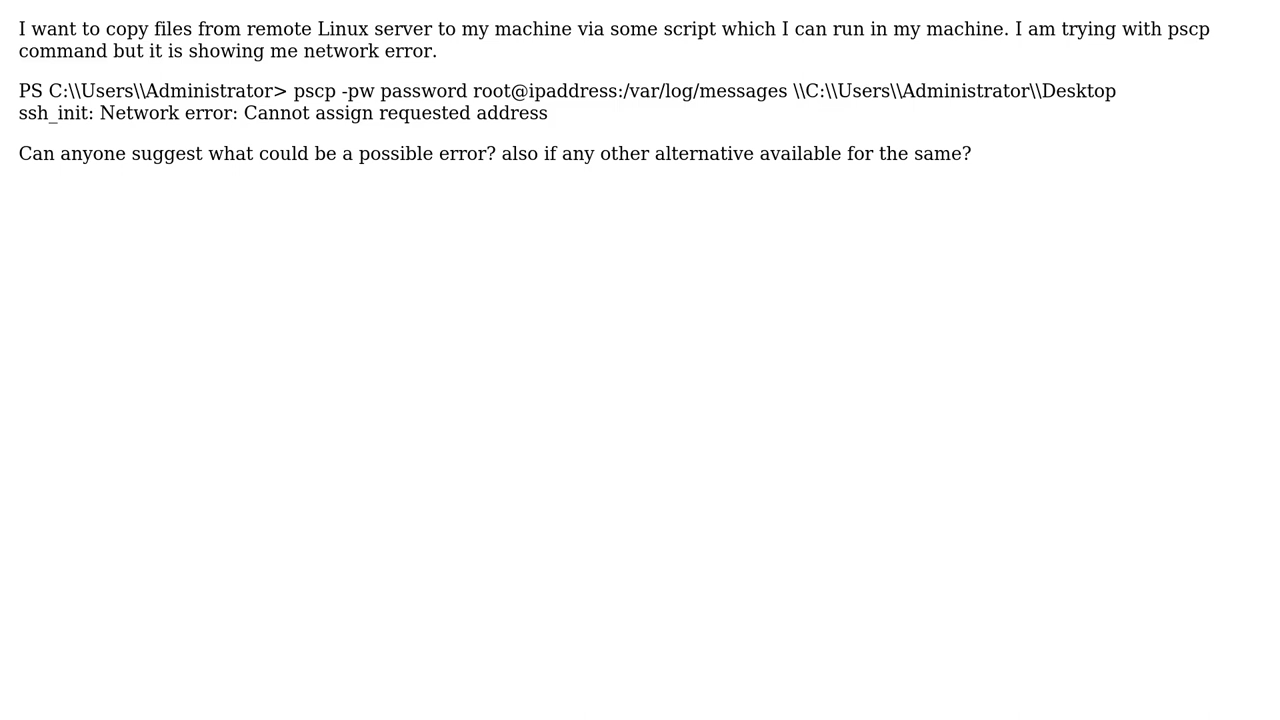 I want to copy files from remote Linux server to my machine via some script which I can run in my machine. I am trying with pscp
command but it is showing me network error.
PS C:\\Users\\Administrator> pscp -pw password root@ipaddress:/var/log/messages \\C:\\Users\\Administrator\\Desktop
ssh_init: Network error: Cannot assign requested address
Can anyone suggest what could be a possible error? also if any other alternative available for the same?